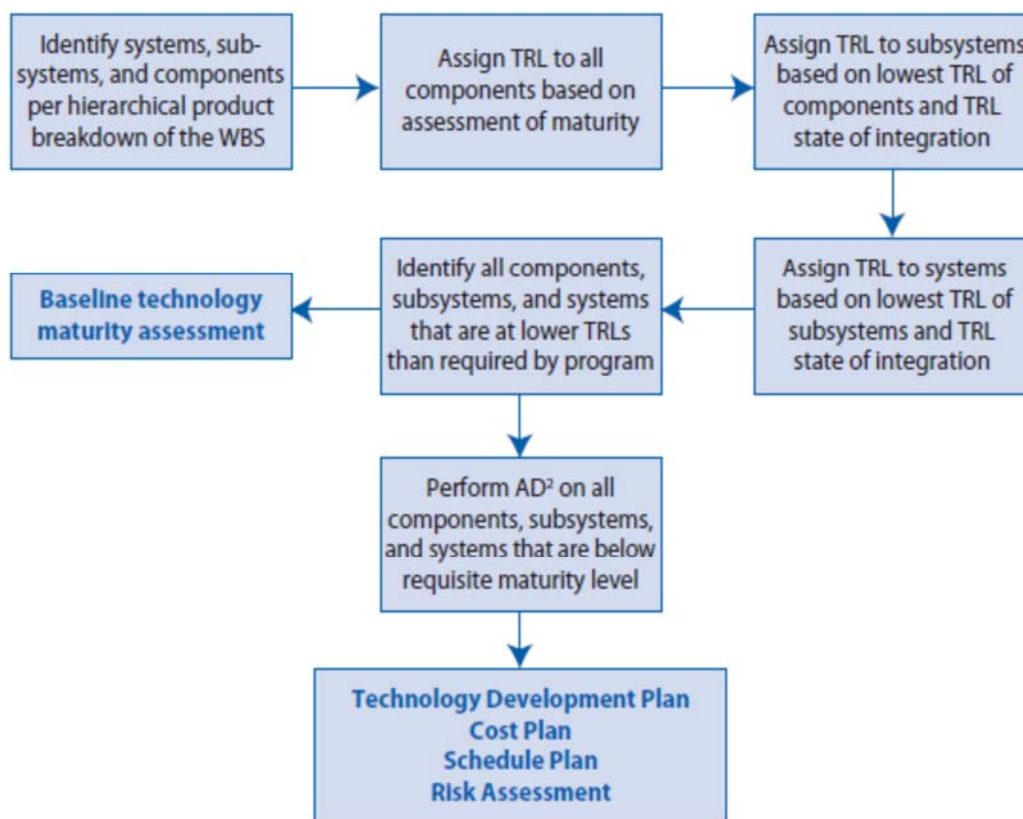 Identify systems, sub-
systems, and components
per hierarchical product
breakdown of the WBS
Assign TRL to all
components based on
assessment of maturity
Assign TRL to subsystems
based on lowest TRL of
components and TRL
state of integration
Assign TRL to systems
based on lowest TRL of
subsystems and TRL
state of integration
Identify all components,
subsystems, and systems
that are at lower TRLs
than required by program
Baseline technology
maturity assessment
Perform AD² on all
components, subsystems,
and systems that are below
requisite maturity level
Technology Development Plan
Cost Plan
Schedule Plan
Risk Assessment